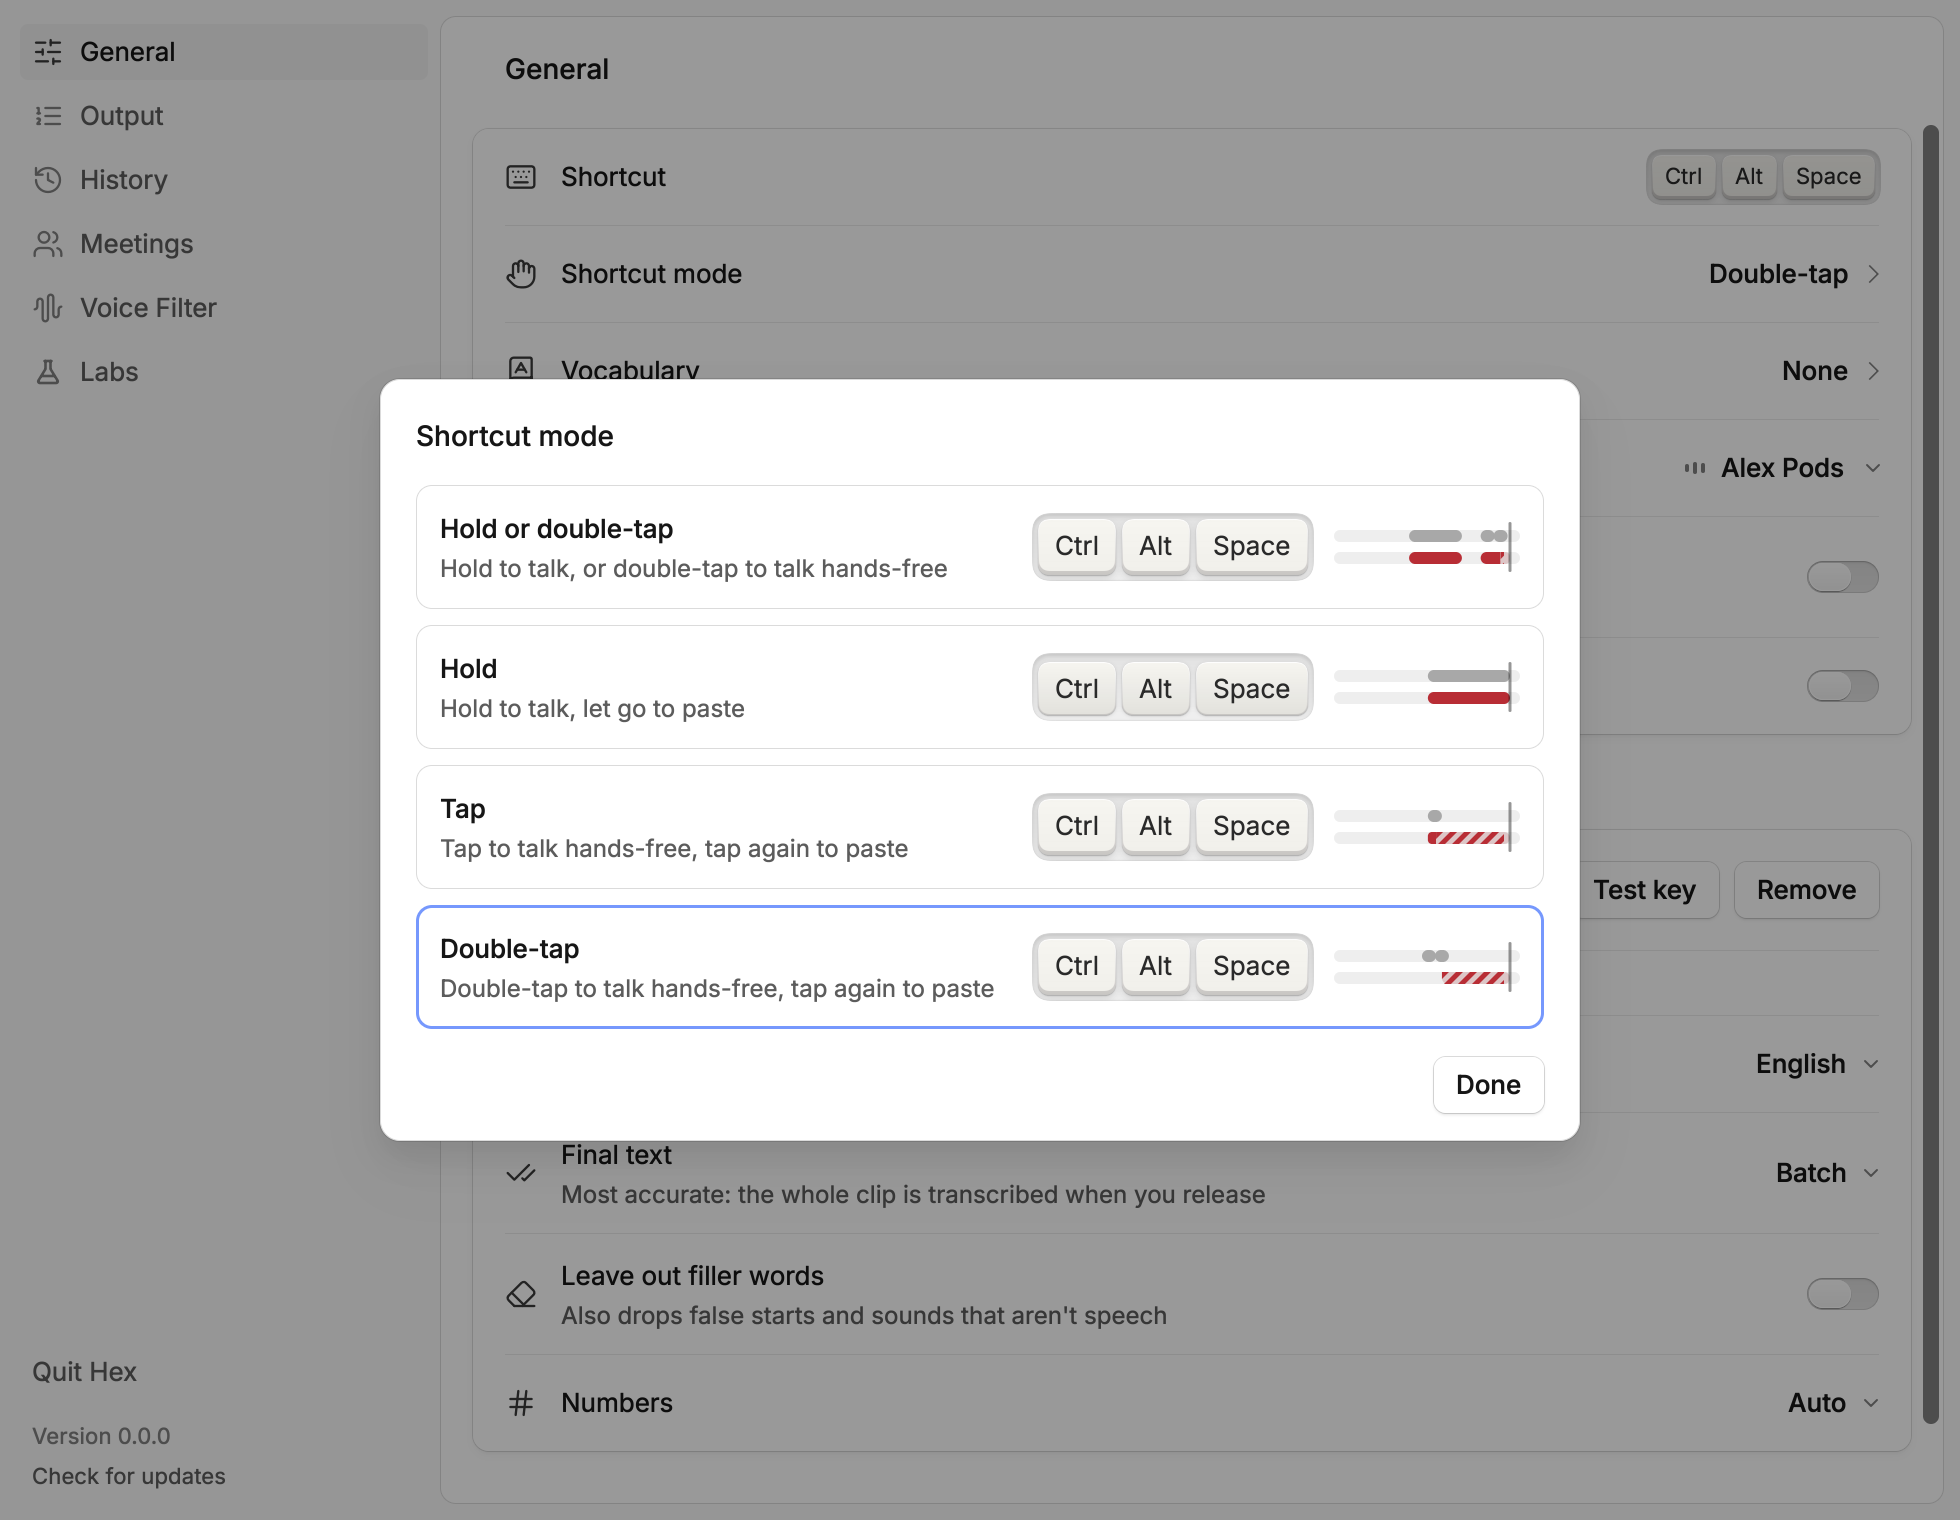 General
Output
History
Meetings
Voice Filter
Labs
Quit Hex
Version 0.0.0
Check for updates
General
Shortcut
Ctrl Alt Space
Shortcut mode
Double-tap
Vocabulary
None
Alex Pods
Shortcut mode
Hold or double-tap
Hold to talk, or double-tap to talk hands-free
Ctrl Alt Space
Hold
Hold to talk, let go to paste
Ctrl Alt Space
Tap
Tap to talk hands-free, tap again to paste
Ctrl Alt Space
Double-tap
Double-tap to talk hands-free, tap again to paste
Ctrl Alt Space
Done
Test key
Remove
English
Final text
Most accurate: the whole clip is transcribed when you release
Batch
Leave out filler words
Also drops false starts and sounds that aren't speech
Numbers
Auto